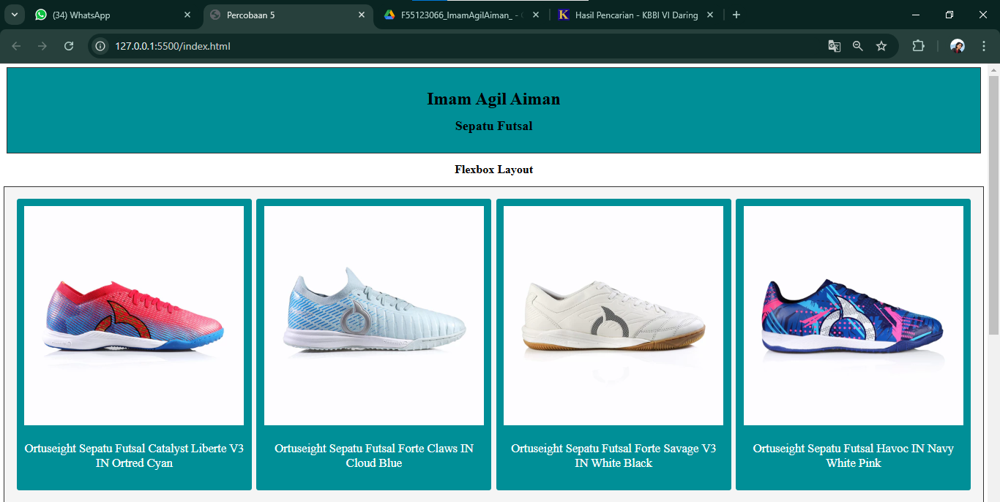 (34) WhatsApp
Percobaan 5
F55123066_ImamAgilAiman_ -
Hasil Pencarian - KBBI VI Daring
127.0.0.1:5500/index.html
Imam Agil Aiman
Sepatu Futsal
Flexbox Layout
Ortuseight Sepatu Futsal Catalyst Liberte V3
IN Ortred Cyan
Ortuseight Sepatu Futsal Forte Claws IN
Cloud Blue
Ortuseight Sepatu Futsal Forte Savage V3
IN White Black
Ortuseight Sepatu Futsal Havoc IN Navy
White Pink